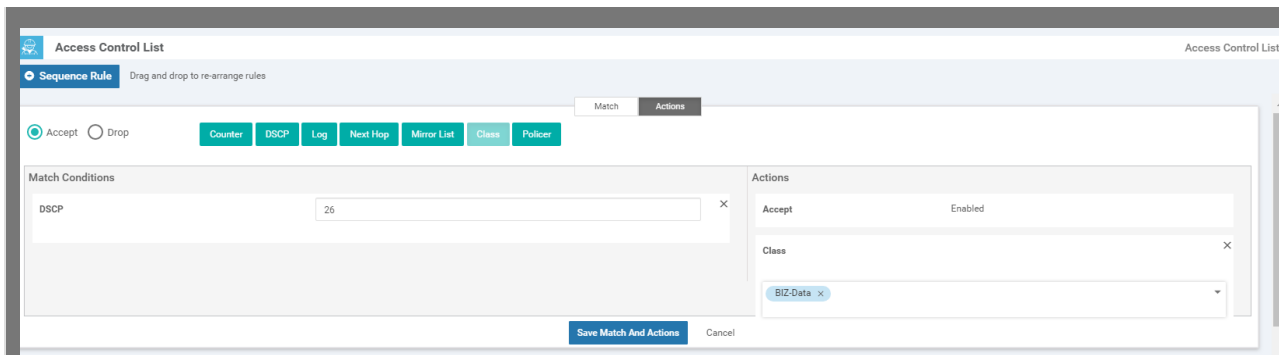 Access Control List
Access Control List
Sequence Rule Drag and drop to re-arrange rules
Match Actions
Accept Drop Counter DSCP Log Next Hop Mirror List Class Policer
Match Conditions
DSCP 26 ×
Actions
Accept Enabled
Class ×
BIZ-Data ×
Save Match And Actions Cancel